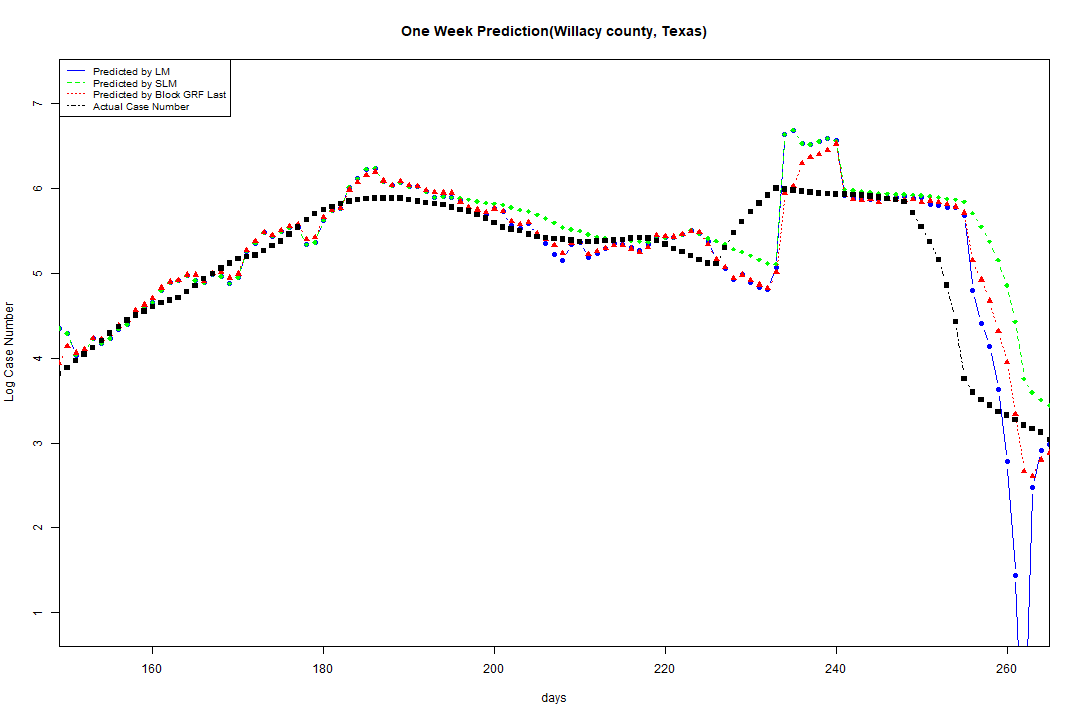 One Week Prediction(Willacy county, Texas)
Predicted by LM
Predicted by SLM
Predicted by Block GRF Last
Actual Case Number
7
6
5
4
3
2
1
Log Case Number
160 180 200 220 240 260
days